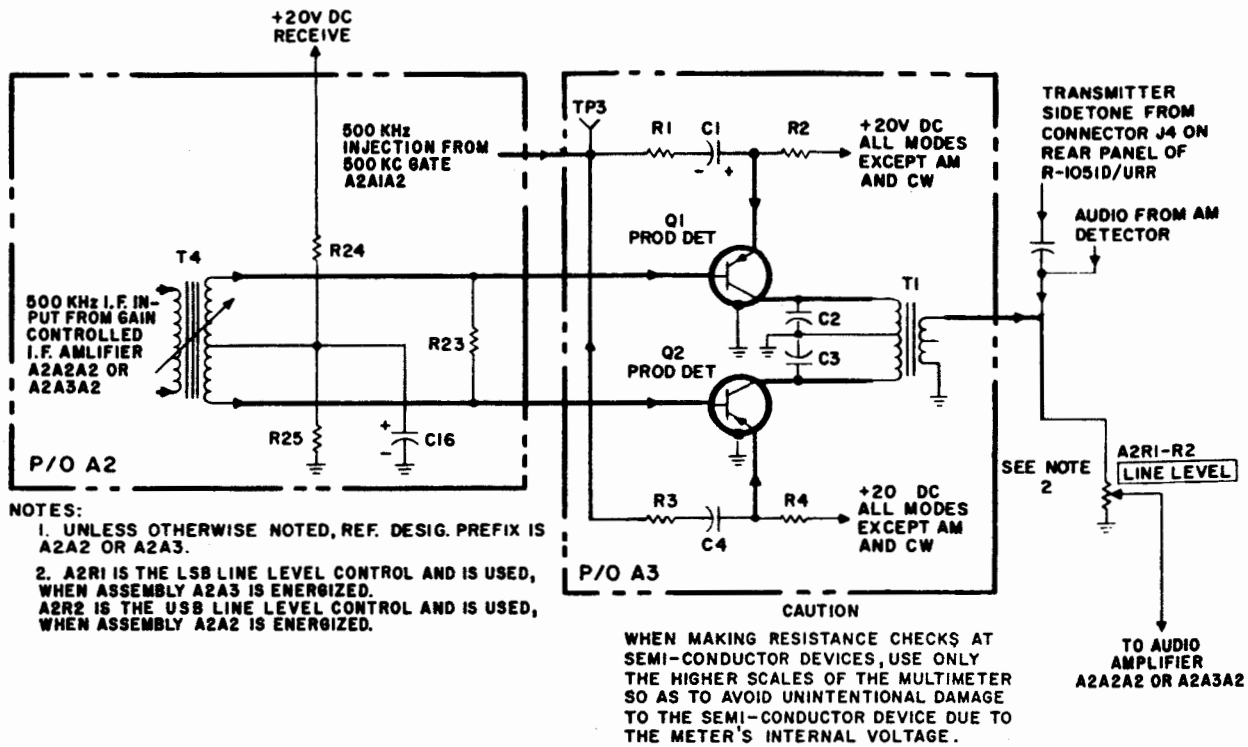 +20V DC
RECEIVE
500 KHz
INJECTION FROM
500 KC GATE
A2A1A2
R24
T4
500 KHz I.F. IN-
PUT FROM GAIN
CONTROLLED
I.F. AMLIFIER
A2A2A2 OR
A2A3A2
R23
R25
+
-
C16
P/O A2
TP3
R1
C1
R2
-
+
+20V DC
ALL MODES
EXCEPT AM
AND CW
Q1
PROD DET
C2
C3
T1
Q2
PROD DET
R3
C4
R4
+20 DC
ALL MODES
EXCEPT AM
AND CW
P/O A3
TRANSMITTER
SIDETONE FROM
CONNECTOR J4 ON
REAR PANEL OF
R-1051D/URR
AUDIO FROM AM
DETECTOR
SEE NOTE
2
A2R1-R2
LINE LEVEL
TO AUDIO
AMPLIFIER
A2A2A2 OR A2A3A2
NOTES:
1. UNLESS OTHERWISE NOTED, REF. DESIG. PREFIX IS
A2A2 OR A2A3.
2. A2R1 IS THE LSB LINE LEVEL CONTROL AND IS USED,
WHEN ASSEMBLY A2A3 IS ENERGIZED.
A2R2 IS THE USB LINE LEVEL CONTROL AND IS USED,
WHEN ASSEMBLY A2A2 IS ENERGIZED.
CAUTION
WHEN MAKING RESISTANCE CHECKS AT
SEMI-CONDUCTOR DEVICES, USE ONLY
THE HIGHER SCALES OF THE MULTIMETER
SO AS TO AVOID UNINTENTIONAL DAMAGE
TO THE SEMI-CONDUCTOR DEVICE DUE TO
THE METER'S INTERNAL VOLTAGE.